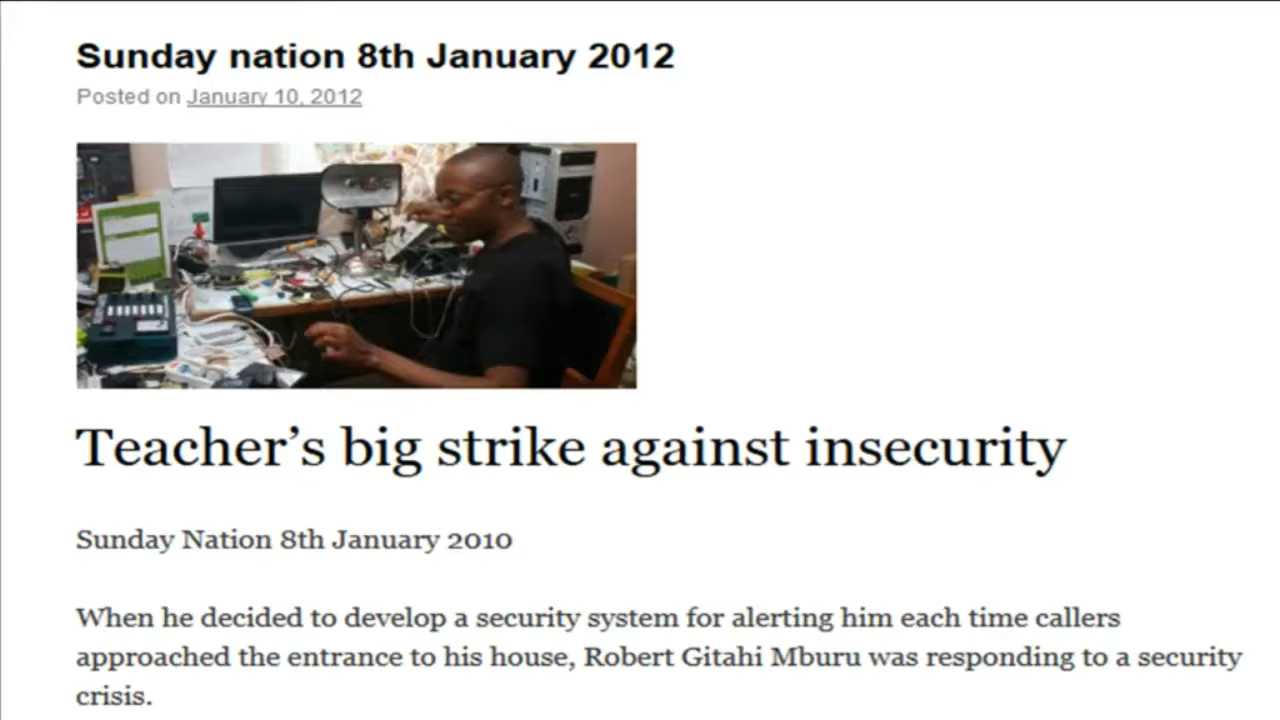 Sunday nation 8th January 2012
Posted on January 10, 2012
Teacher’s big strike against insecurity
Sunday Nation 8th January 2010
When he decided to develop a security system for alerting him each time callers
approached the entrance to his house, Robert Gitahi Mburu was responding to a security
crisis.